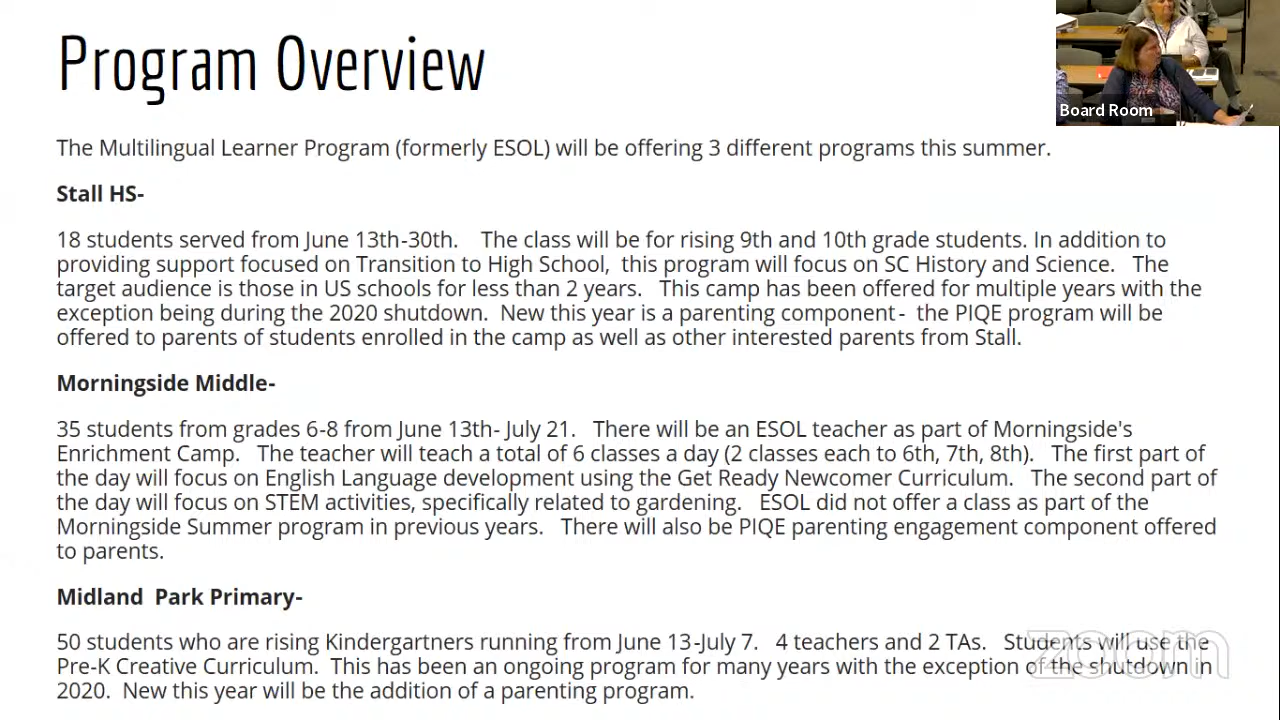 Program Overview
Board Room
The Multilingual Learner Program (formerly ESOL) will be offering 3 different programs this summer.
Stall HS-
18 students served from June 13th-30th. The class will be for rising 9th and 10th grade students. In addition to
providing support focused on Transition to High School, this program will focus on SC History and Science. The
target audience is those in US schools for less than 2 years. This camp has been offered for multiple years with the
exception being during the 2020 shutdown. New this year is a parenting component- the PIQE program will be
offered to parents of students enrolled in the camp as well as other interested parents from Stall.
Morningside Middle-
35 students from grades 6-8 from June 13th- July 21. There will be an ESOL teacher as part of Morningside's
Enrichment Camp. The teacher will teach a total of 6 classes a day (2 classes each to 6th, 7th, 8th). The first part of
the day will focus on English Language development using the Get Ready Newcomer Curriculum. The second part of
the day will focus on STEM activities, specifically related to gardening. ESOL did not offer a class as part of the
Morningside Summer program in previous years. There will also be PIQE parenting engagement component offered
to parents.
Midland Park Primary-
50 students who are rising Kindergartners running from June 13-July 7. 4 teachers and 2 TAs. Students will use the
Pre-K Creative Curriculum. This has been an ongoing program for many years with the exception of the shutdown in
2020. New this year will be the addition of a parenting program.
zoom